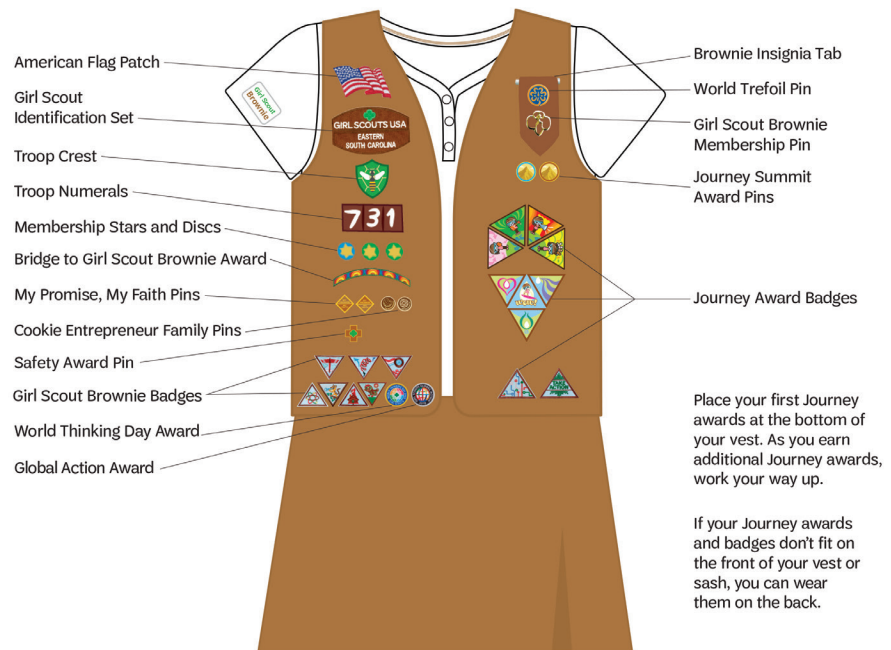 American Flag Patch
Girl Scout
Identification Set
Troop Crest
Troop Numerals
Membership Stars and Discs
Bridge to Girl Scout Brownie Award
My Promise, My Faith Pins
Cookie Entrepreneur Family Pins
Safety Award Pin
Girl Scout Brownie Badges
World Thinking Day Award
Global Action Award
Girl Scout
Brownie
GIRL SCOUTS USA
EASTERN
SOUTH CAROLINA
731
TAKE
ACTION
Brownie Insignia Tab
World Trefoil Pin
Girl Scout Brownie
Membership Pin
Journey Summit
Award Pins
Journey Award Badges
Place your first Journey
awards at the bottom of
your vest. As you earn
additional Journey awards,
work your way up.
If your Journey awards
and badges don't fit on
the front of your vest or
sash, you can wear
them on the back.